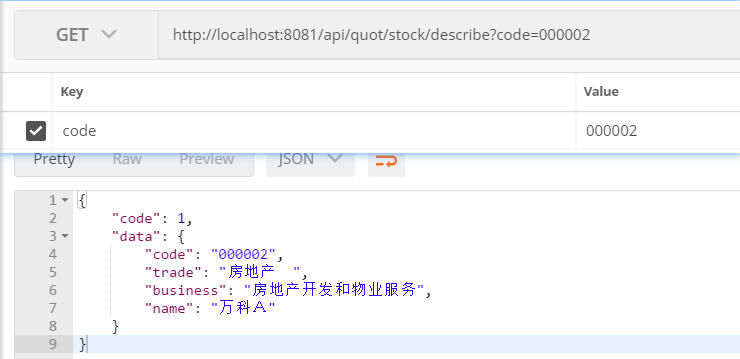 GET http://localhost:8081/api/quot/stock/describe?code=000002
Key Value
code 000002
Pretty Raw Preview JSON
1 {
2 "code": 1,
3 "data": {
4 "code": "000002",
5 "trade": "房地产　",
6 "business": "房地产开发和物业服务",
7 "name": "万科Ａ"
8 }
9 }